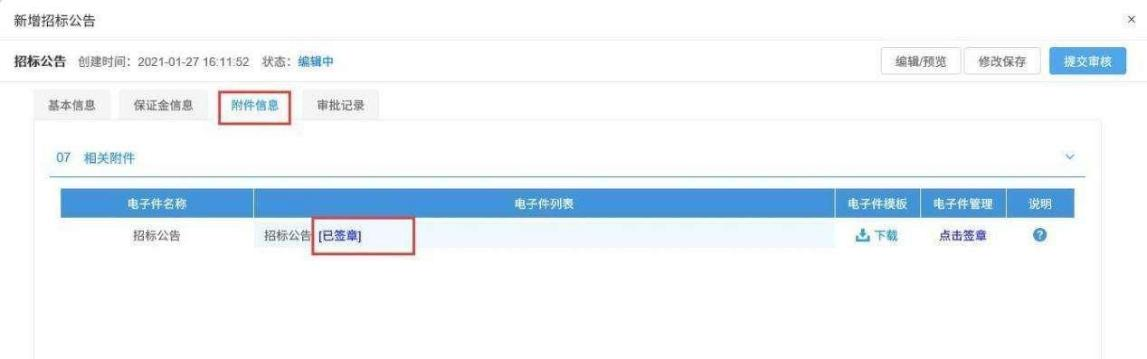 新增招标公告 ×
招标公告 创建时间：2021-01-27 16:11:52 状态：编辑中 编辑/预览 修改保存 提交审核
基本信息 保证金信息 附件信息 审批记录
07 相关附件
电子件名称 电子件列表 电子件模板 电子件管理 说明
招标公告 招标公告 [已签章] 下载 点击签章 ?